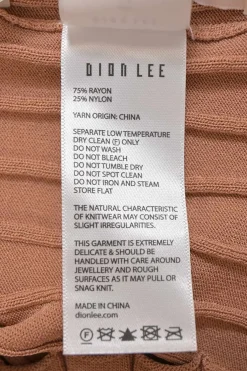 DION LEE
75% RAYON
25% NYLON
YARN ORIGIN: CHINA
SEPARATE LOW TEMPERATURE
DRY CLEAN Ⓕ ONLY
DO NOT WASH
DO NOT BLEACH
DO NOT TUMBLE DRY
DO NOT SPOT CLEAN
DO NOT IRON AND STEAM
STORE FLAT
THE NATURAL CHARACTERISTIC
OF KNITWEAR MAY CONSIST OF
SLIGHT IRREGULARITIES.
THIS GARMENT IS EXTREMELY
DELICATE & SHOULD BE
HANDLED WITH CARE AROUND
JEWELLERY AND ROUGH
SURFACES AS IT MAY PULL OR
SNAG KNIT.
MADE IN CHINA
dionlee.com
Ⓕ